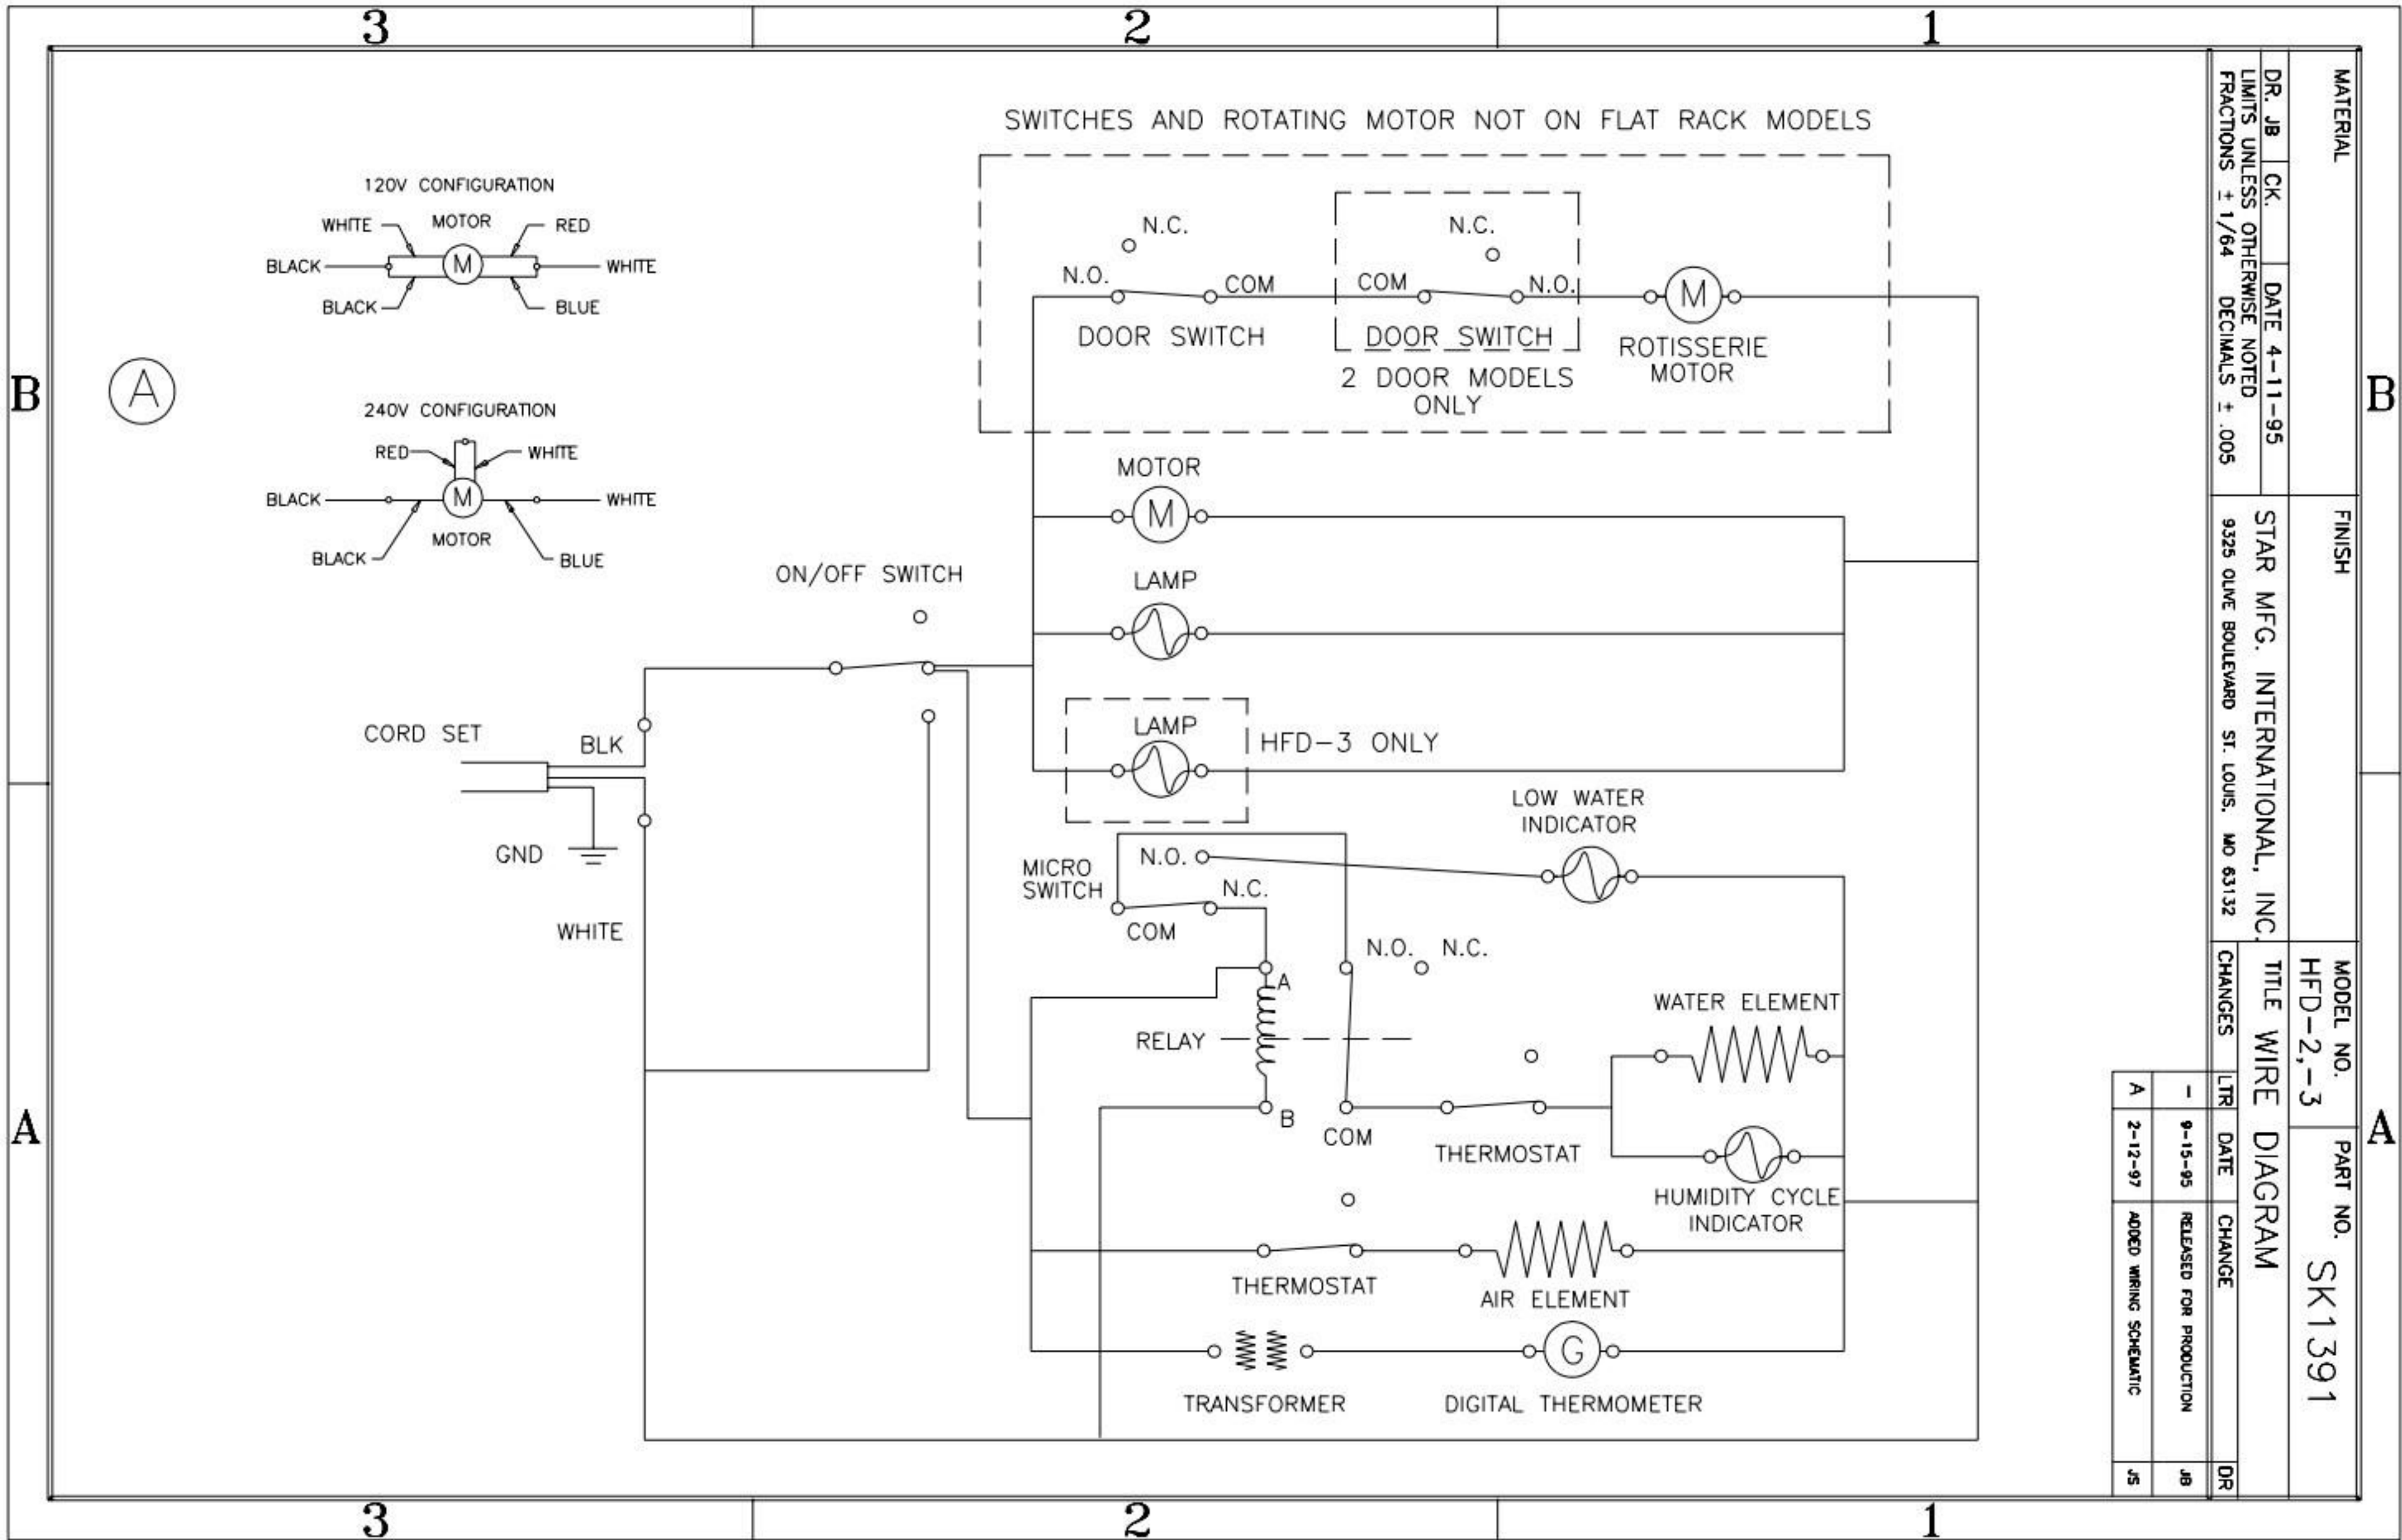 3
2
1
B
A
B
A
3
2
1
SWITCHES AND ROTATING MOTOR NOT ON FLAT RACK MODELS
120V CONFIGURATION
WHITE
MOTOR
RED
BLACK
M
WHITE
BLACK
BLUE
A
240V CONFIGURATION
RED
WHITE
BLACK
M
WHITE
MOTOR
BLACK
BLUE
N.C.
N.O.
COM
DOOR SWITCH
N.C.
COM
N.O.
DOOR SWITCH
2 DOOR MODELS
ONLY
M
ROTISSERIE
MOTOR
MOTOR
M
LAMP
LAMP
HFD-3 ONLY
ON/OFF SWITCH
CORD SET
BLK
GND
WHITE
LOW WATER
INDICATOR
MICRO
SWITCH
N.O.
N.C.
COM
N.O. N.C.
A
RELAY
B
COM
THERMOSTAT
WATER ELEMENT
HUMIDITY CYCLE
INDICATOR
THERMOSTAT
AIR ELEMENT
TRANSFORMER
G
DIGITAL THERMOMETER
MATERIAL
FINISH
MODEL NO.
HFD-2,-3
PART NO.
SK1391
DR. JB
CK.
DATE 4-11-95
LIMITS UNLESS OTHERWISE NOTED
FRACTIONS ± 1/64 DECIMALS ± .005
STAR MFG. INTERNATIONAL, INC.
9325 OLIVE BOULEVARD ST. LOUIS, MO 63132
TITLE WIRE DIAGRAM
CHANGES LTR DATE CHANGE DR
- 9-15-95 RELEASED FOR PRODUCTION JB
A 2-12-97 ADDED WIRING SCHEMATIC JS